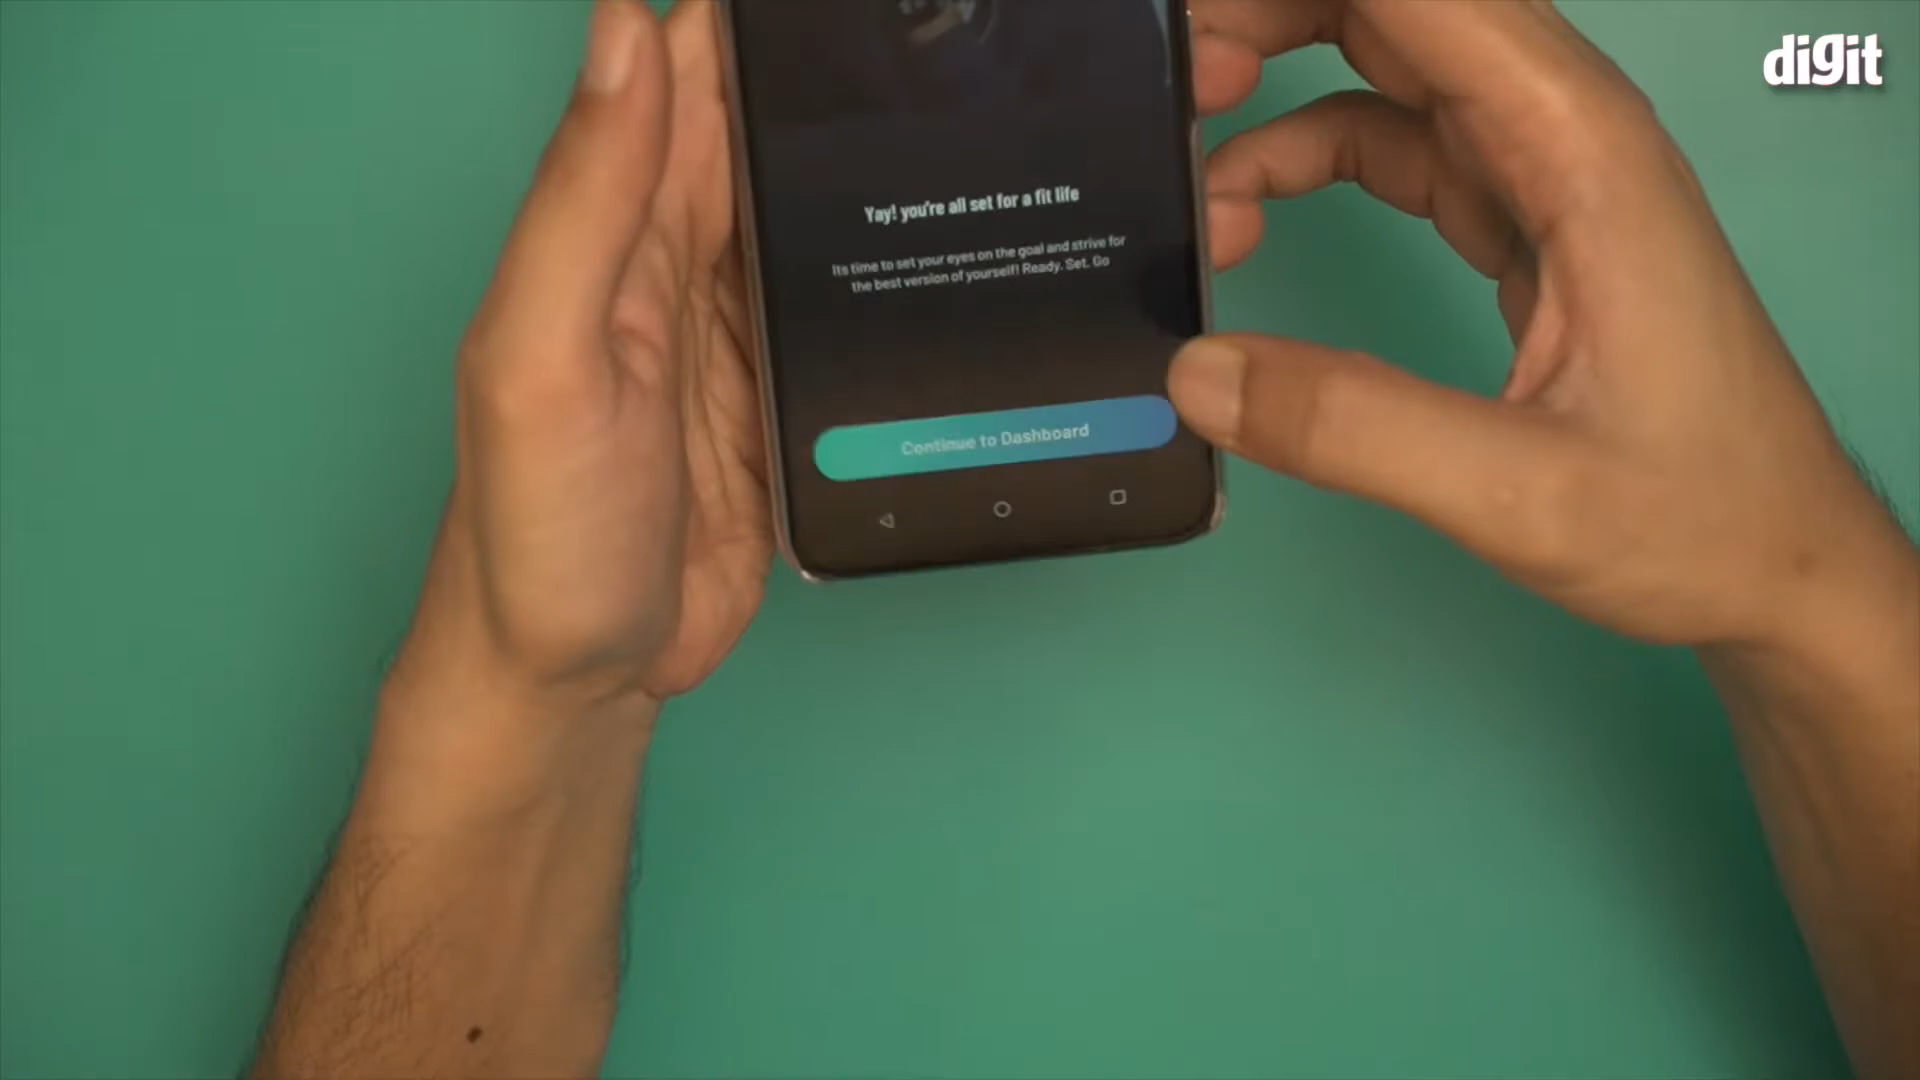 digit
Yay! you're all set for a fit life
Its time to set your eyes on the goal and strive for
the best version of yourself! Ready. Set. Go
Continue to Dashboard